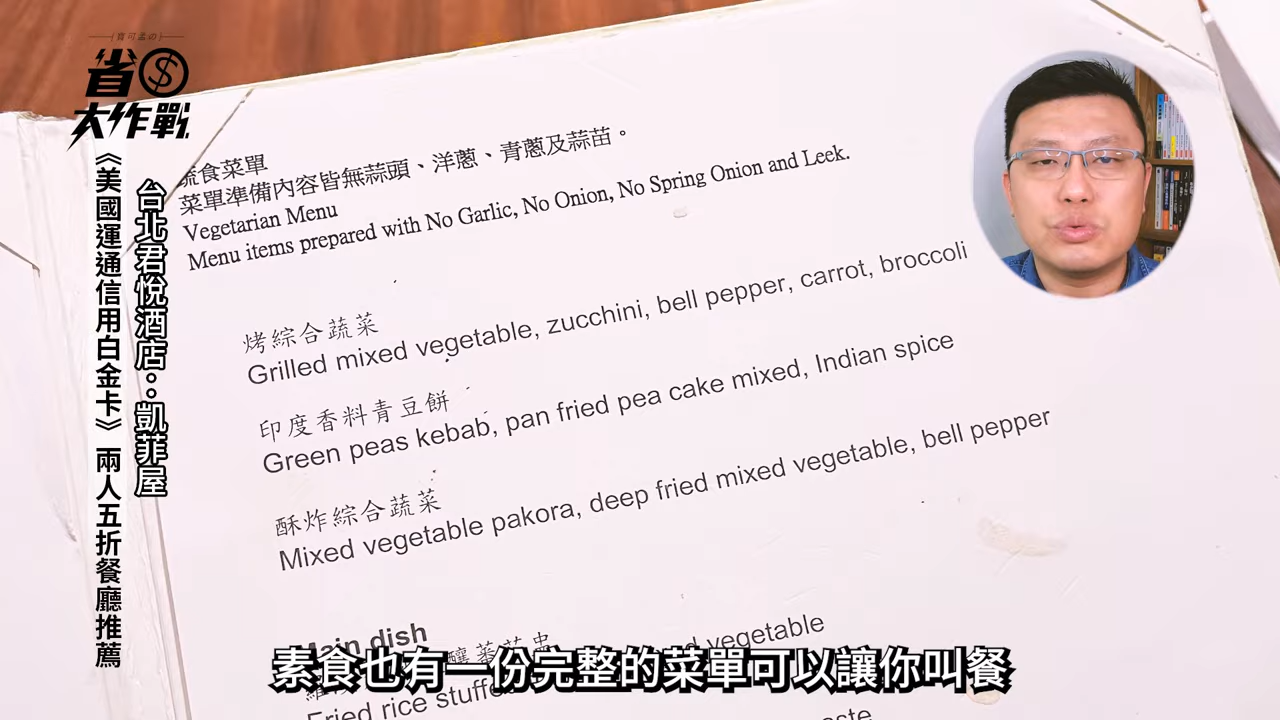 省$
大作戰
台北君悅酒店：凱菲屋
《美國運通信用白金卡》兩人五折餐廳推薦
蔬食菜單
菜單準備內容皆無蒜頭、洋蔥、青蔥及蒜苗。
Vegetarian Menu
Menu items prepared with No Garlic, No Onion, No Spring Onion and Leek.
烤綜合蔬菜
Grilled mixed vegetable, zucchini, bell pepper, carrot, broccoli
印度香料青豆餅
Green peas kebab, pan fried pea cake mixed, Indian spice
酥炸綜合蔬菜
Mixed vegetable pakora, deep fried mixed vegetable, bell pepper
Main dish
Fried rice stuffed vegetable
素食也有一份完整的菜單可以讓你叫餐